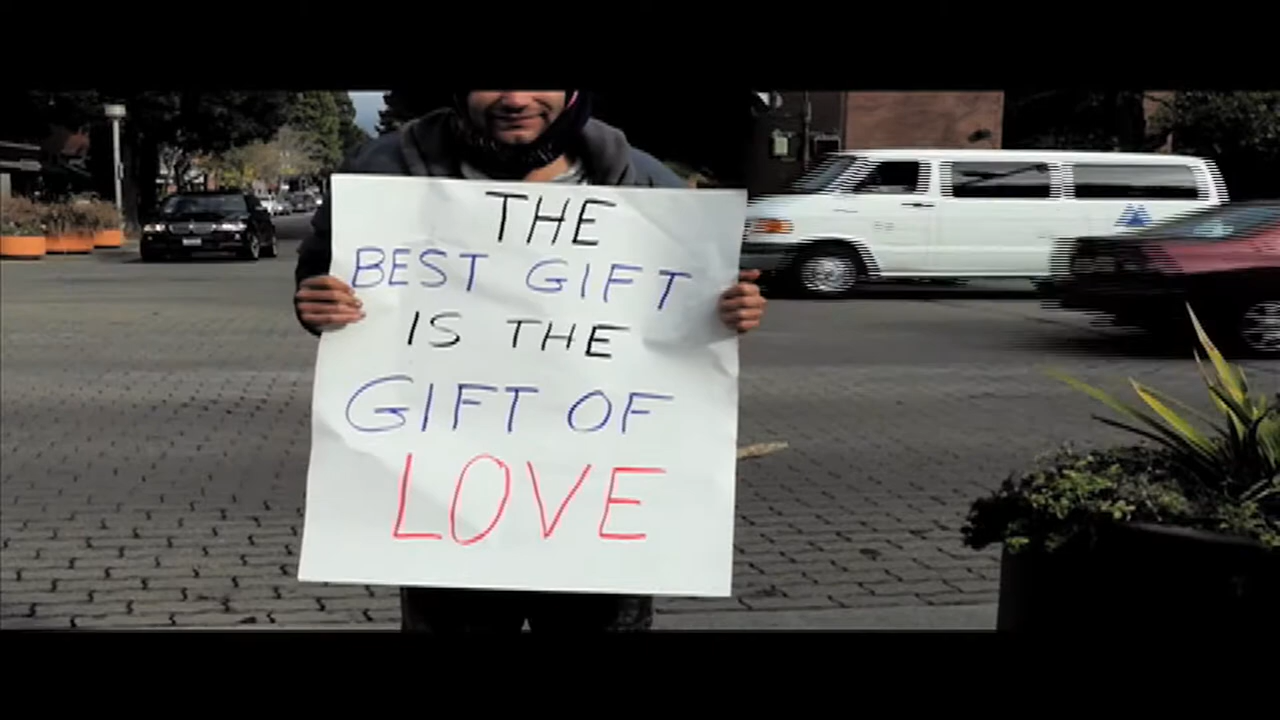 THE
BEST GIFT
IS THE
GIFT OF
LOVE